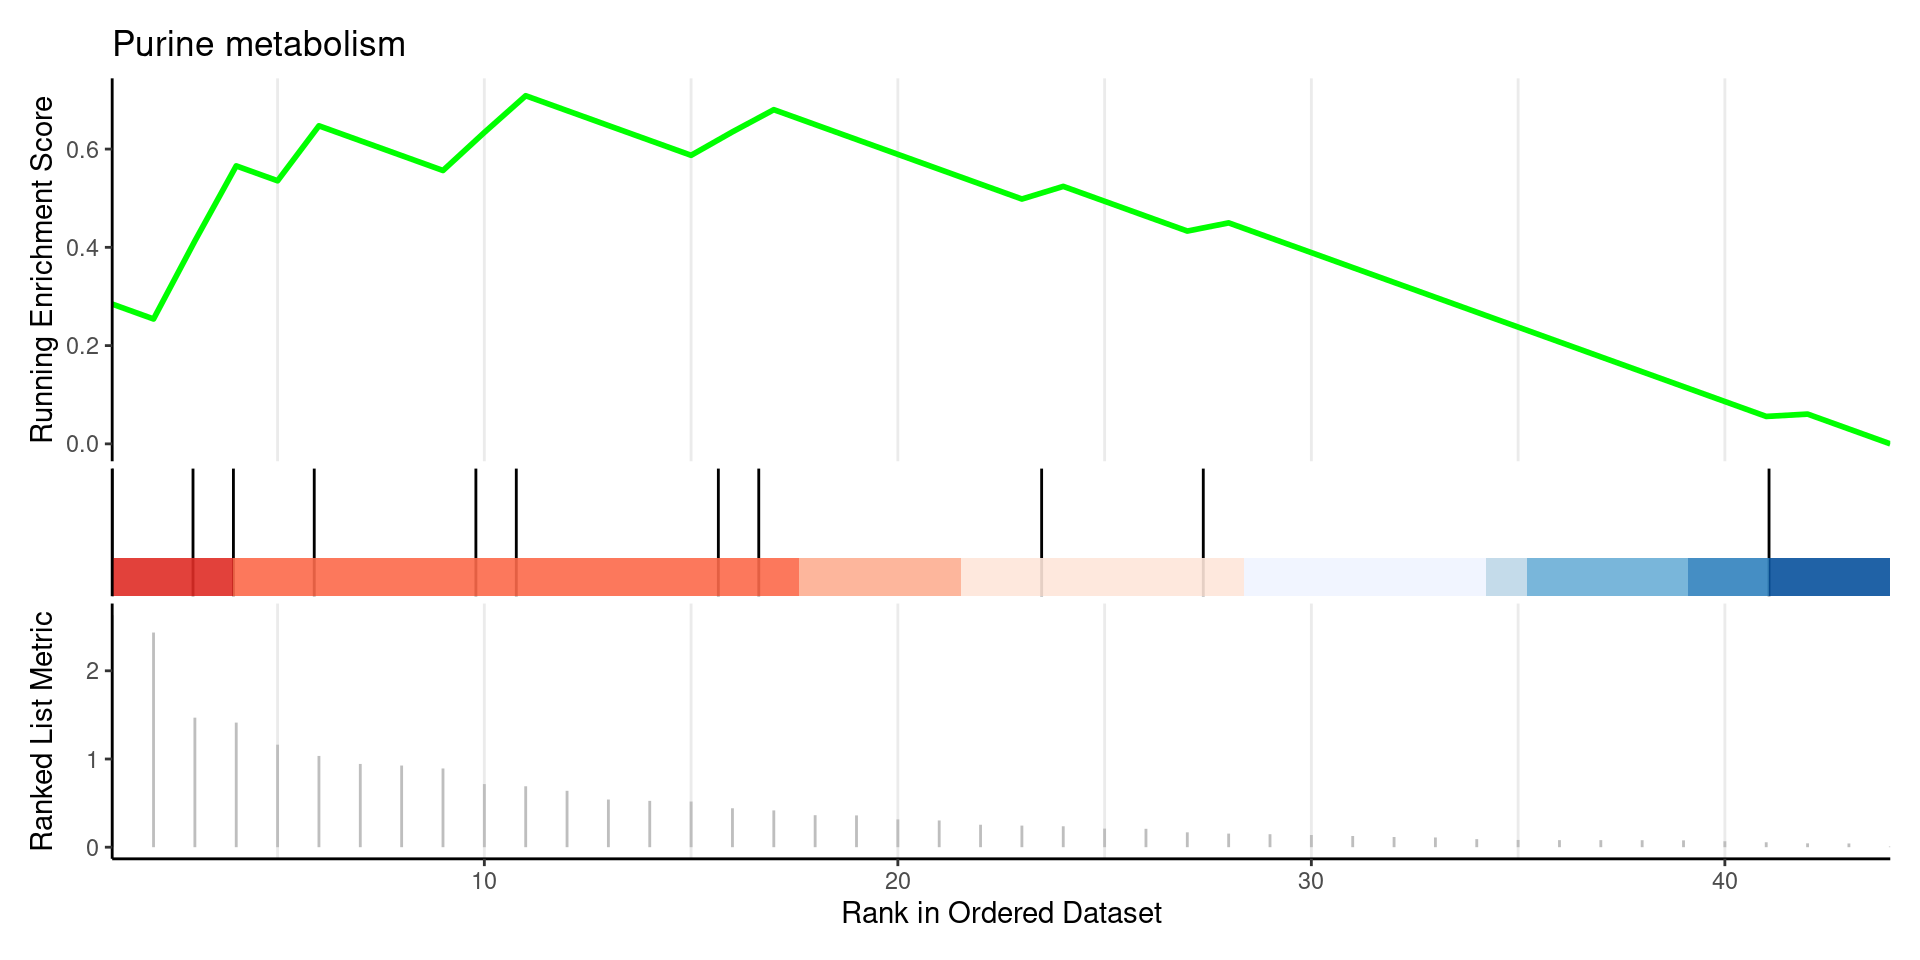 Purine metabolism
Running Enrichment Score
0.6
0.4
0.2
0.0
Ranked List Metric
2
1
0
10 20 30 40
Rank in Ordered Dataset